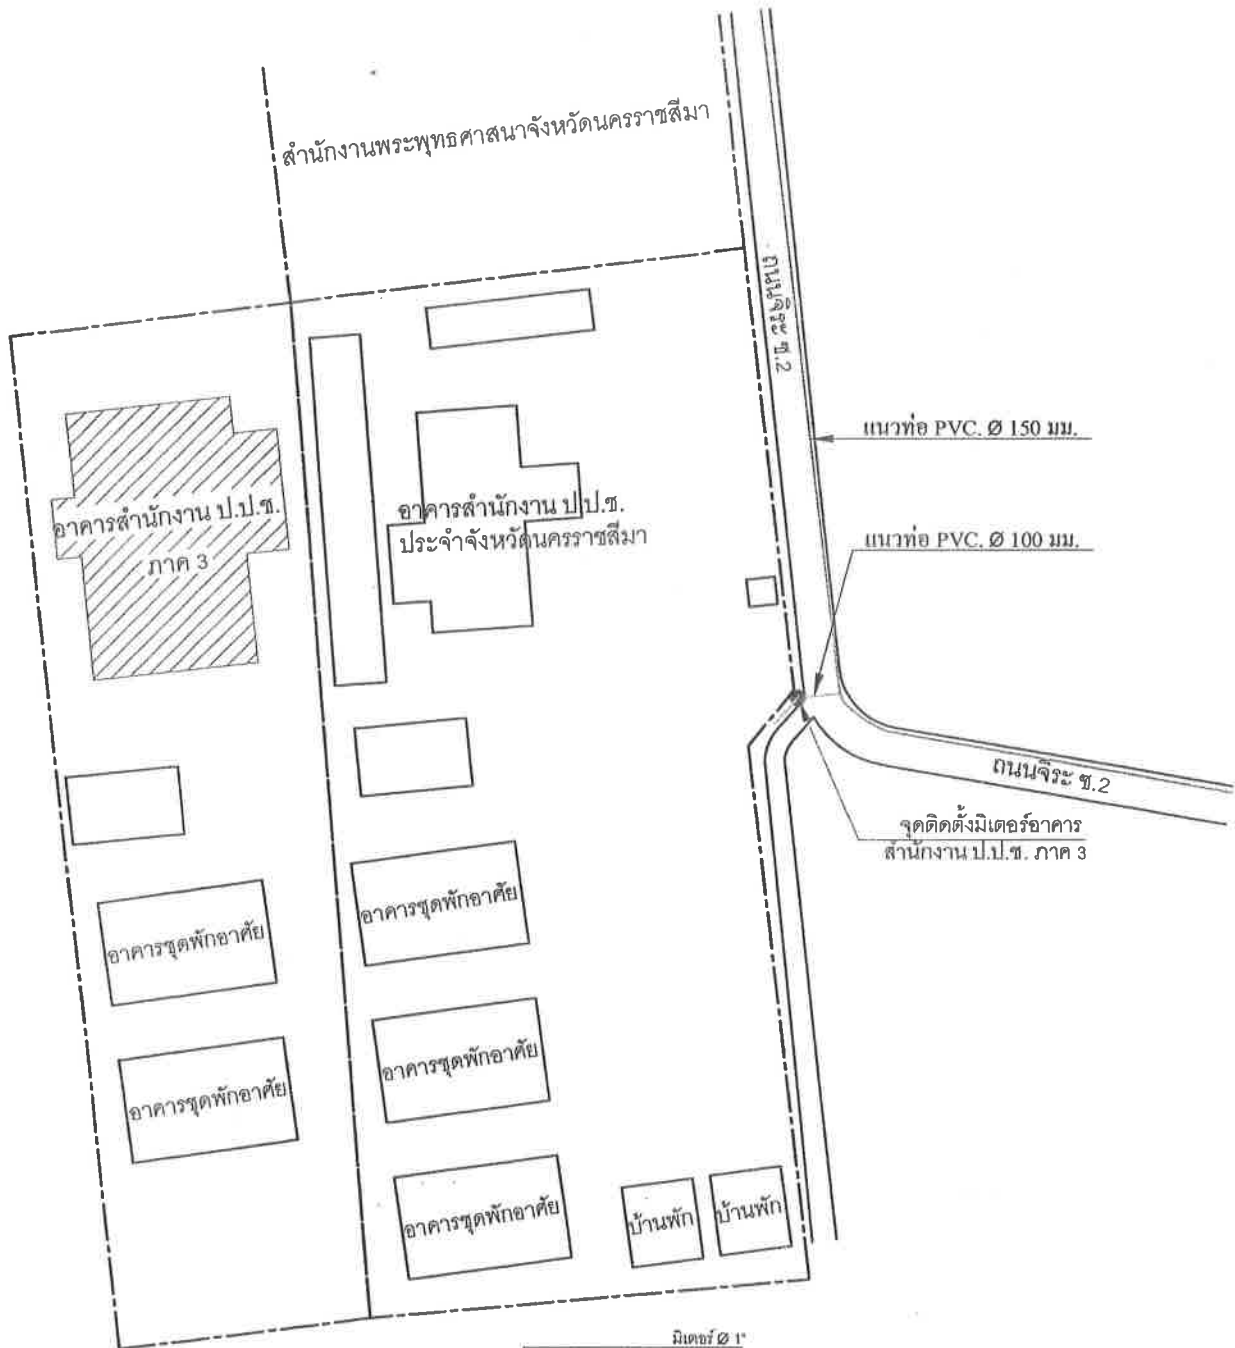 สำนักงานพระพุทธศาสนาจังหวัดนครราชสีมา
ถนนจิระ ซ.2
แนวท่อ PVC. Ø 150 มม.
อาคารสำนักงาน ป.ป.ช.
ภาค 3
อาคารสำนักงาน ป.ป.ช.
ประจำจังหวัดนครราชสีมา
แนวท่อ PVC. Ø 100 มม.
ถนนจิระ ซ.2
จุดติดตั้งมิเตอร์อาคาร
สำนักงาน ป.ป.ช. ภาค 3
อาคารชุดพักอาศัย
อาคารชุดพักอาศัย
อาคารชุดพักอาศัย
อาคารชุดพักอาศัย
อาคารชุดพักอาศัย
บ้านพัก
บ้านพัก
มิเตอร์ Ø 1"